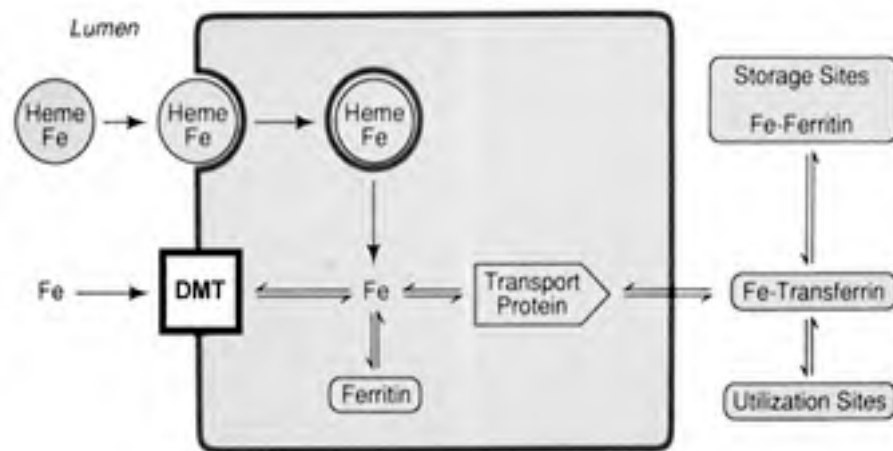 Lumen
Heme
Fe
Heme
Fe
Heme
Fe
Storage Sites
Fe-Ferritin
Fe
DMT
Fe
Transport
Protein
Fe-Transferrin
Ferritin
Utilization Sites